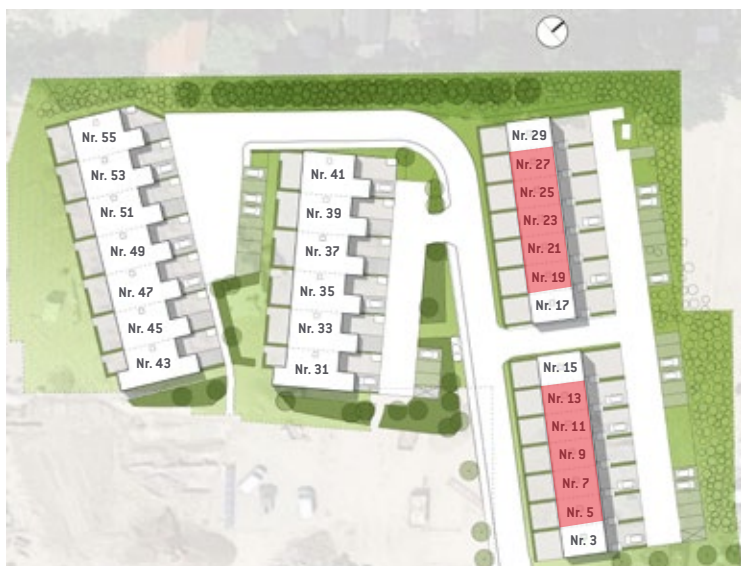 Nr. 55
Nr. 53
Nr. 51
Nr. 49
Nr. 47
Nr. 45
Nr. 43
Nr. 41
Nr. 39
Nr. 37
Nr. 35
Nr. 33
Nr. 31
Nr. 29
Nr. 27
Nr. 25
Nr. 23
Nr. 21
Nr. 19
Nr. 17
Nr. 15
Nr. 13
Nr. 11
Nr. 9
Nr. 7
Nr. 5
Nr. 3